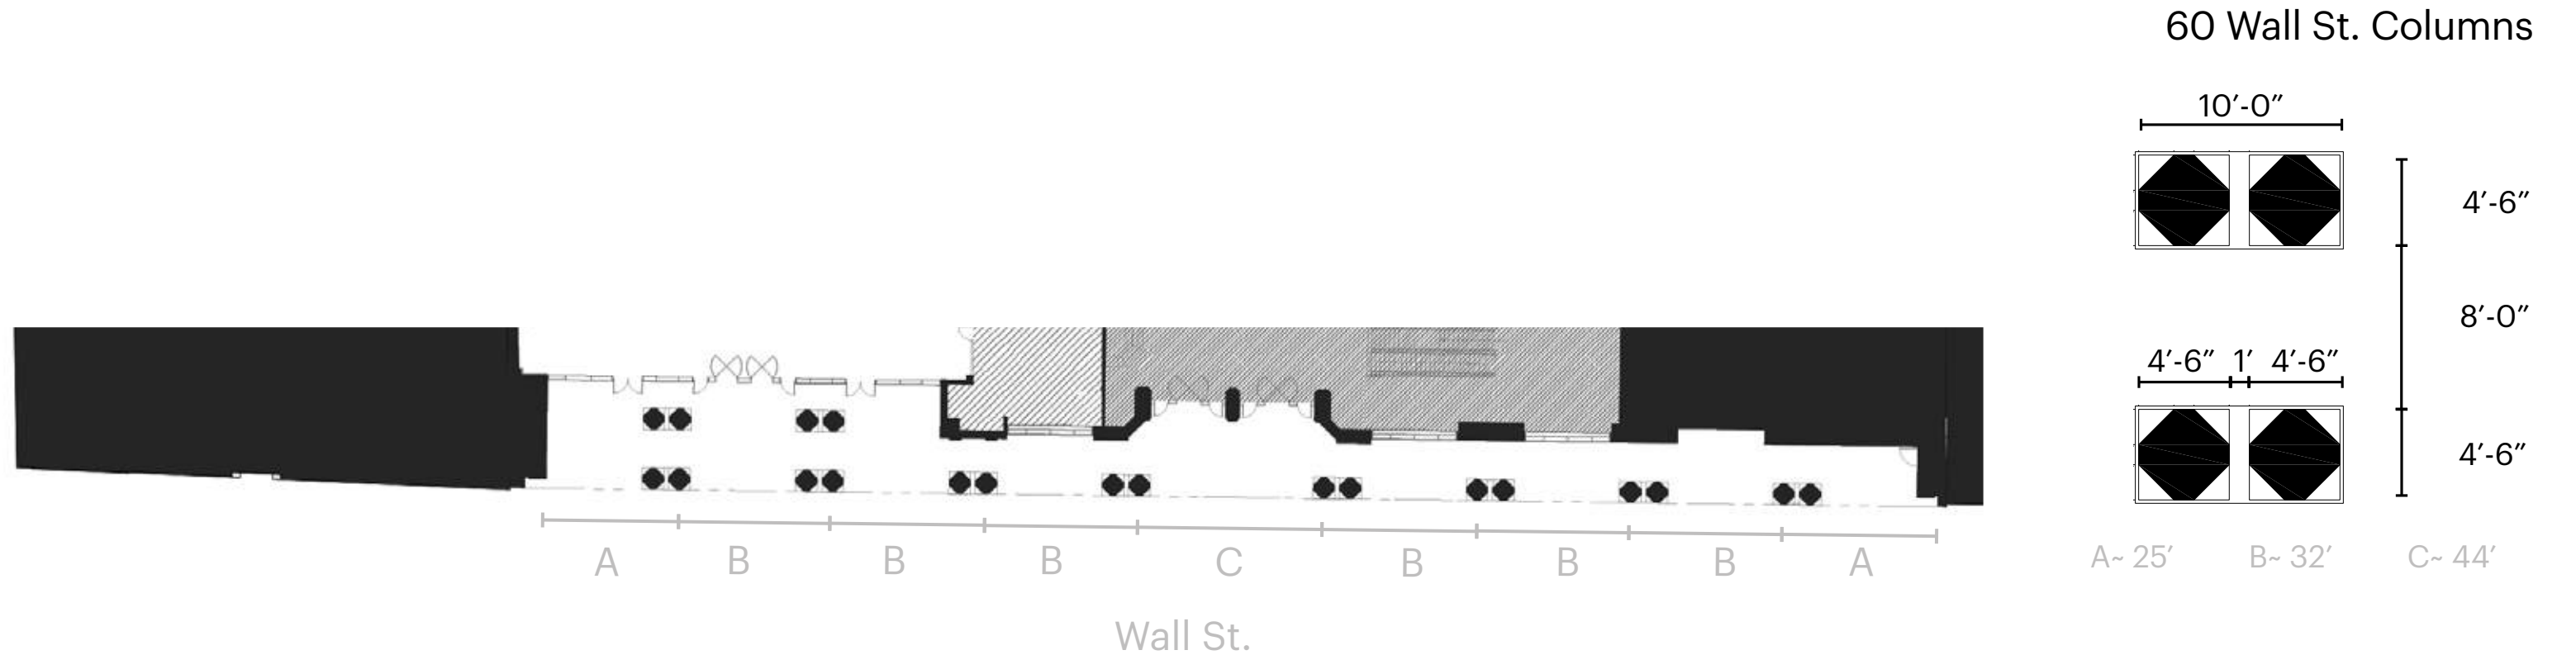 60 Wall St. Columns
10′-0″
4′-6″
8′-0″
4′-6″ 1′ 4′-6″
4′-6″
A B B B C B B B A
A~ 25′ B~ 32′ C~ 44′
Wall St.